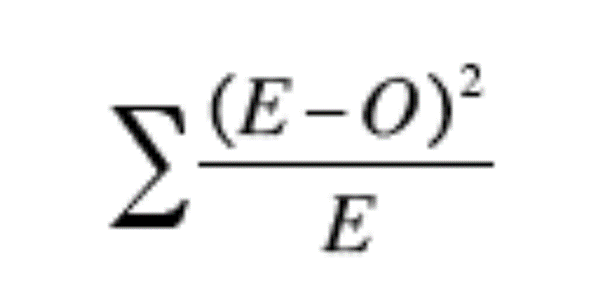 ∑ (E – O)² / E